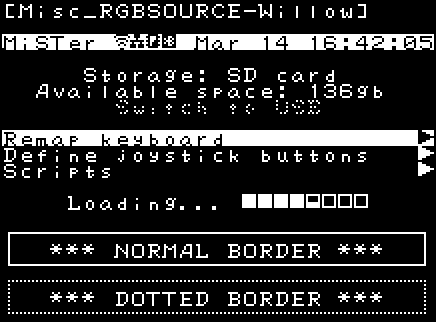 [Misc_RGBSOURCE-Willow]
MiSTer Mar 14 16:42:05
Storage: SD card
Available space: 136gb
Switch to USB
Remap keyboard
Define joystick buttons
Scripts
Loading...
*** NORMAL BORDER ***
*** DOTTED BORDER ***